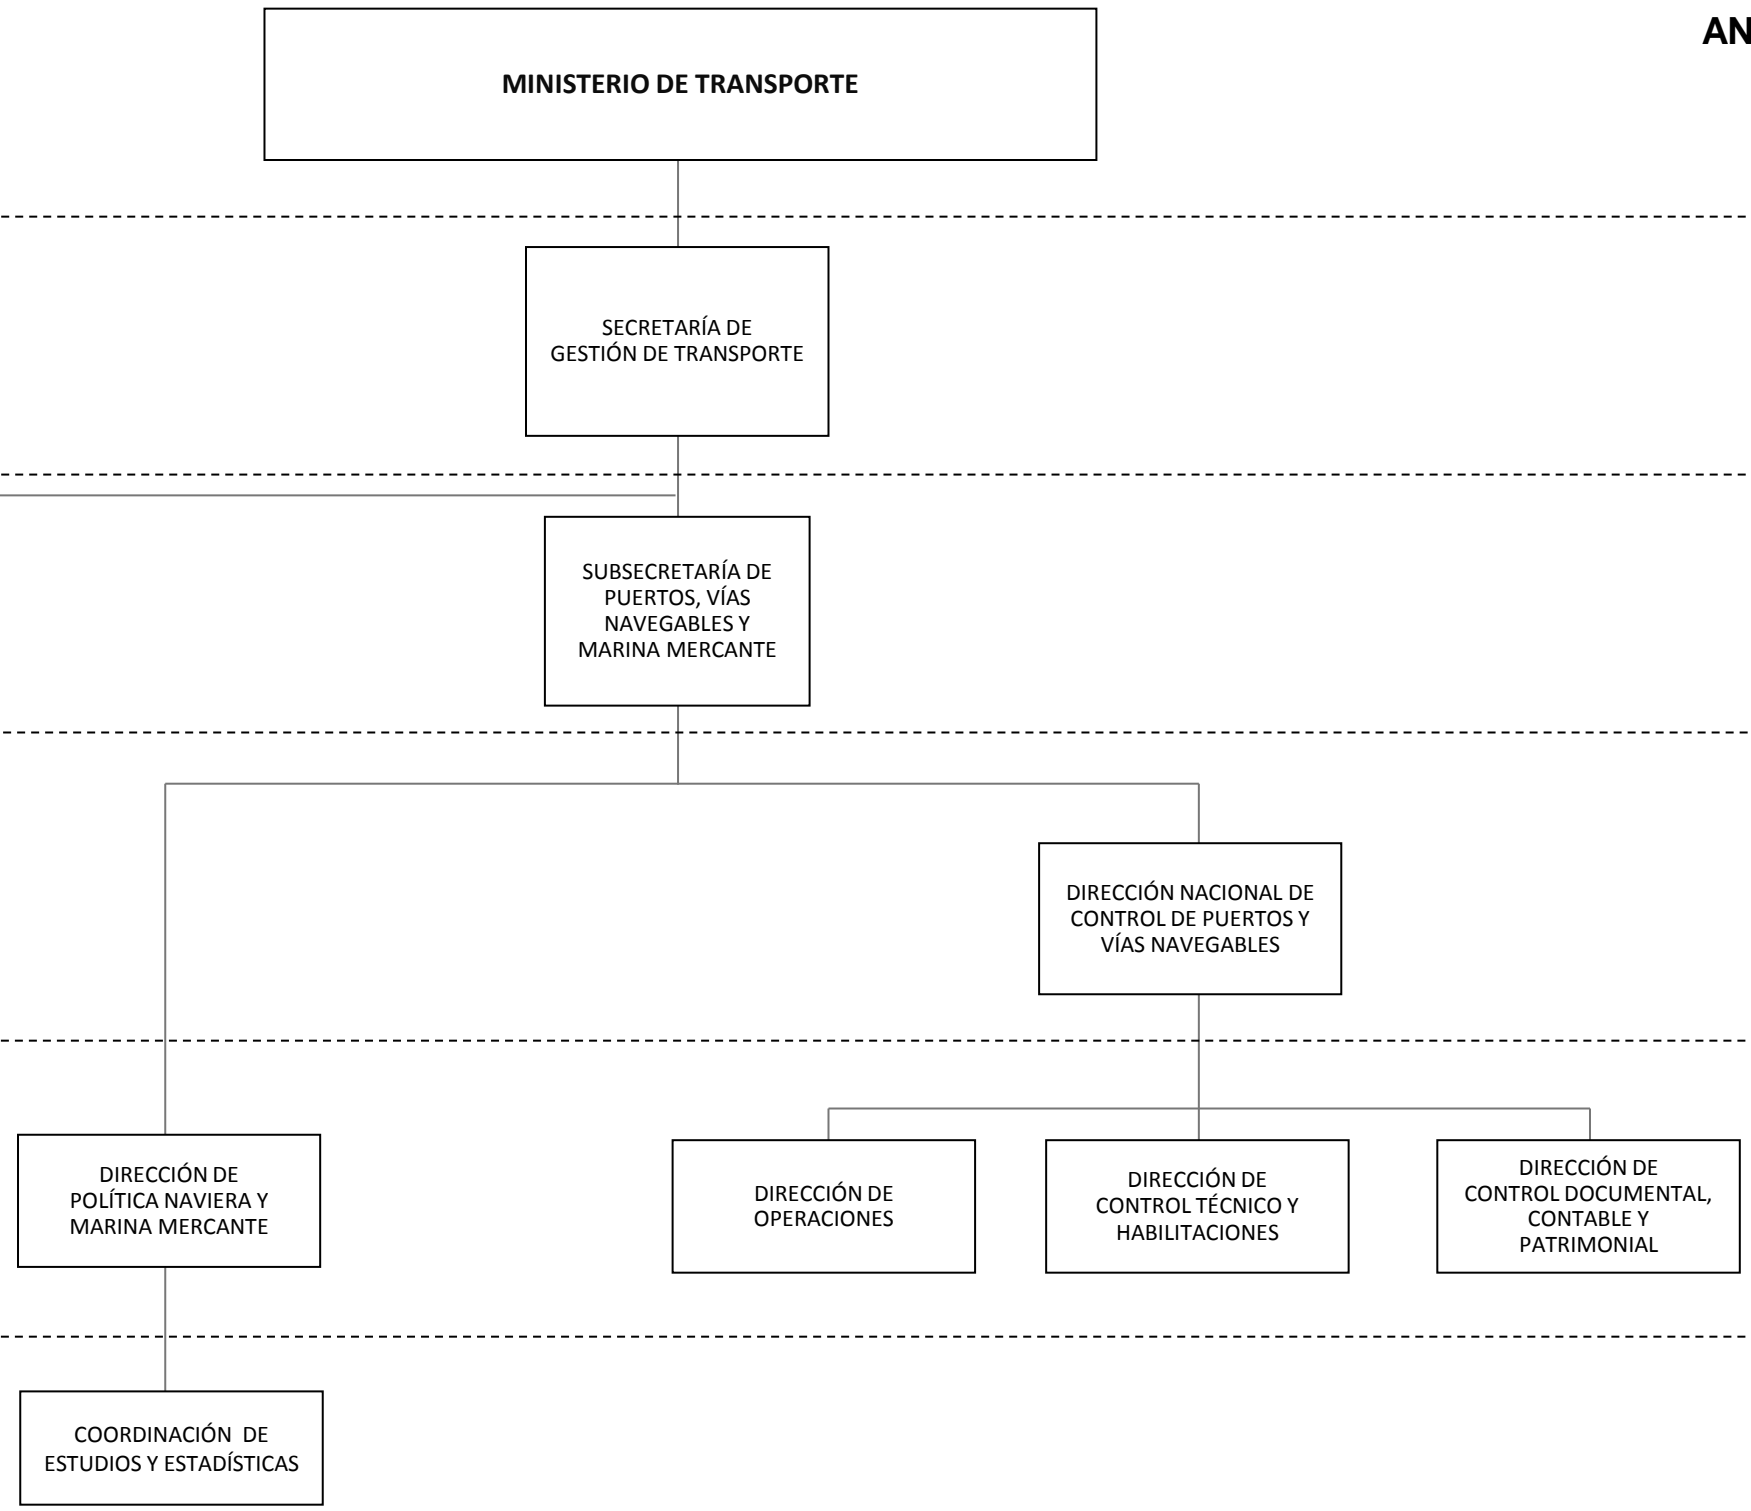 AN
MINISTERIO DE TRANSPORTE
SECRETARÍA DE
GESTIÓN DE TRANSPORTE
SUBSECRETARÍA DE
PUERTOS, VÍAS
NAVEGABLES Y
MARINA MERCANTE
DIRECCIÓN NACIONAL DE
CONTROL DE PUERTOS Y
VÍAS NAVEGABLES
DIRECCIÓN DE
POLÍTICA NAVIERA Y
MARINA MERCANTE
DIRECCIÓN DE
OPERACIONES
DIRECCIÓN DE
CONTROL TÉCNICO Y
HABILITACIONES
DIRECCIÓN DE
CONTROL DOCUMENTAL,
CONTABLE Y
PATRIMONIAL
COORDINACIÓN DE
ESTUDIOS Y ESTADÍSTICAS